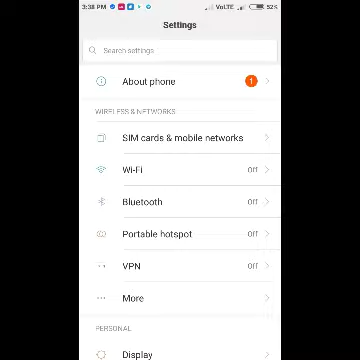 3:38 PM VoLTE 52%
Settings
Search settings
About phone 1
WIRELESS & NETWORKS
SIM cards & mobile networks
Wi-Fi Off
Bluetooth Off
Portable hotspot Off
VPN Off
More
PERSONAL
Display